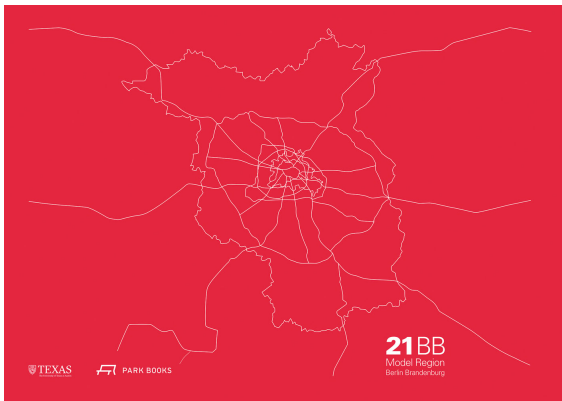 21BB
Model Region
Berlin Brandenburg
TEXAS
PARK BOOKS